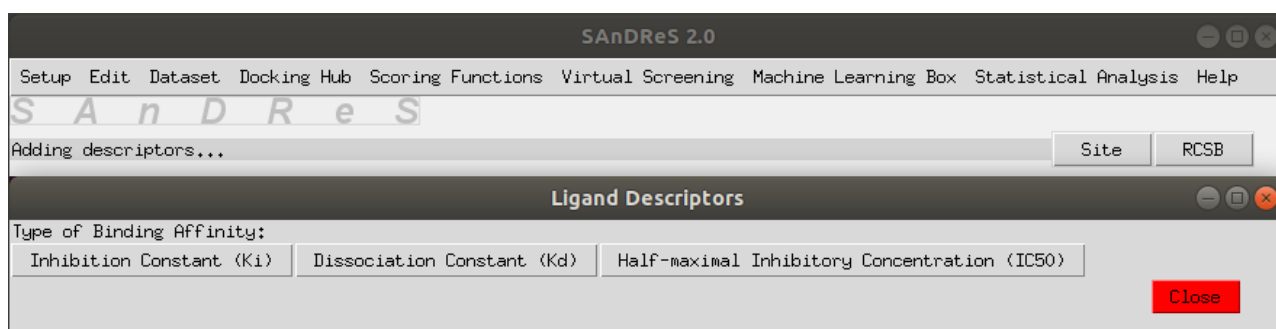 SAnDReS 2.0
Setup Edit Dataset Docking Hub Scoring Functions Virtual Screening Machine Learning Box Statistical Analysis Help
S A n D R e S
Adding descriptors... Site RCSB
Ligand Descriptors
Type of Binding Affinity:
Inhibition Constant (Ki) Dissociation Constant (Kd) Half-maximal Inhibitory Concentration (IC50)
Close